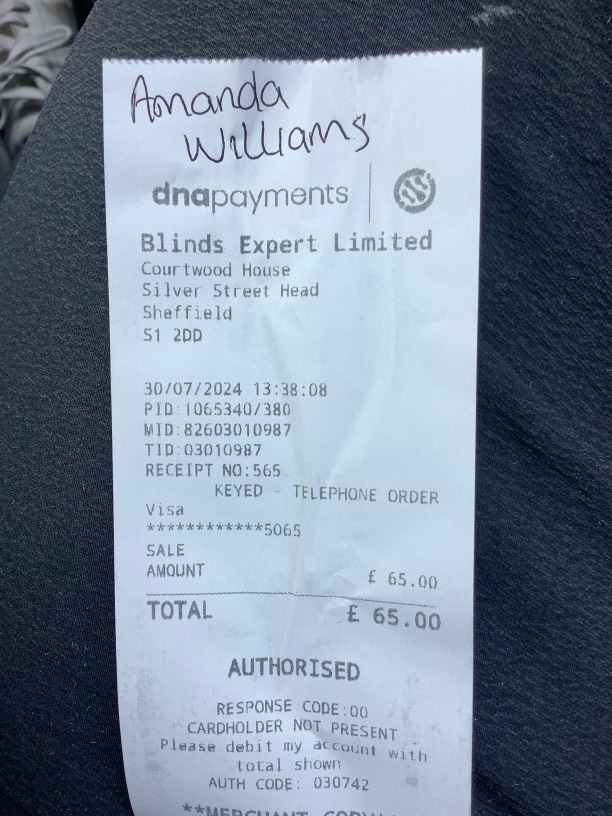 Amanda
Williams
dnapayments
Blinds Expert Limited
Courtwood House
Silver Street Head
Sheffield
S1 2DD
30/07/2024 13:38:08
PID:1065340/380
MID:82603010987
TID:03010987
RECEIPT NO:565
KEYED - TELEPHONE ORDER
Visa
************5065
SALE
AMOUNT £ 65.00
TOTAL £ 65.00
AUTHORISED
RESPONSE CODE:00
CARDHOLDER NOT PRESENT
Please debit my account with
total shown
AUTH CODE: 030742
**MERCHANT COPY